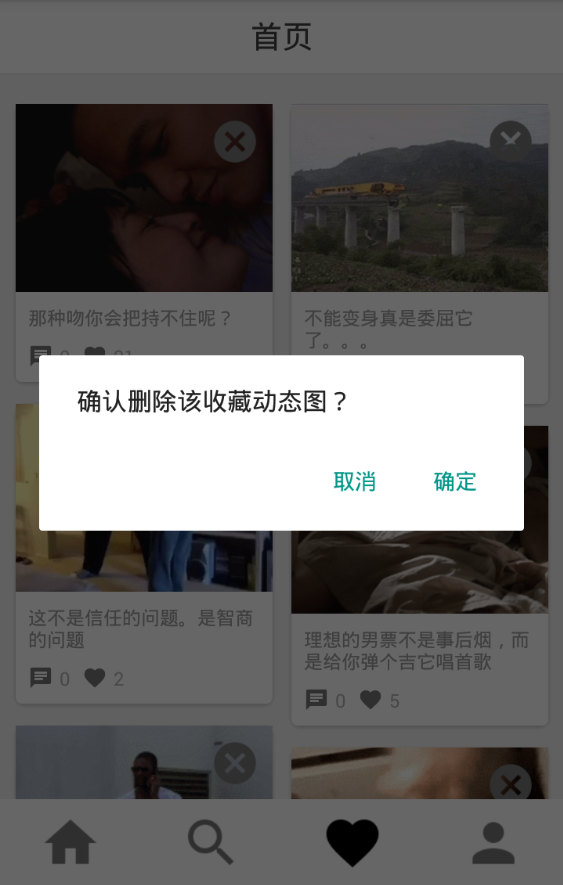 首页
那种吻你会把持不住呢？
不能变身真是委屈它
了。。。
确认删除该收藏动态图？
取消
确定
这不是信任的问题。是智商
的问题
0 2
理想的男票不是事后烟，而
是给你弹个吉它唱首歌
0 5